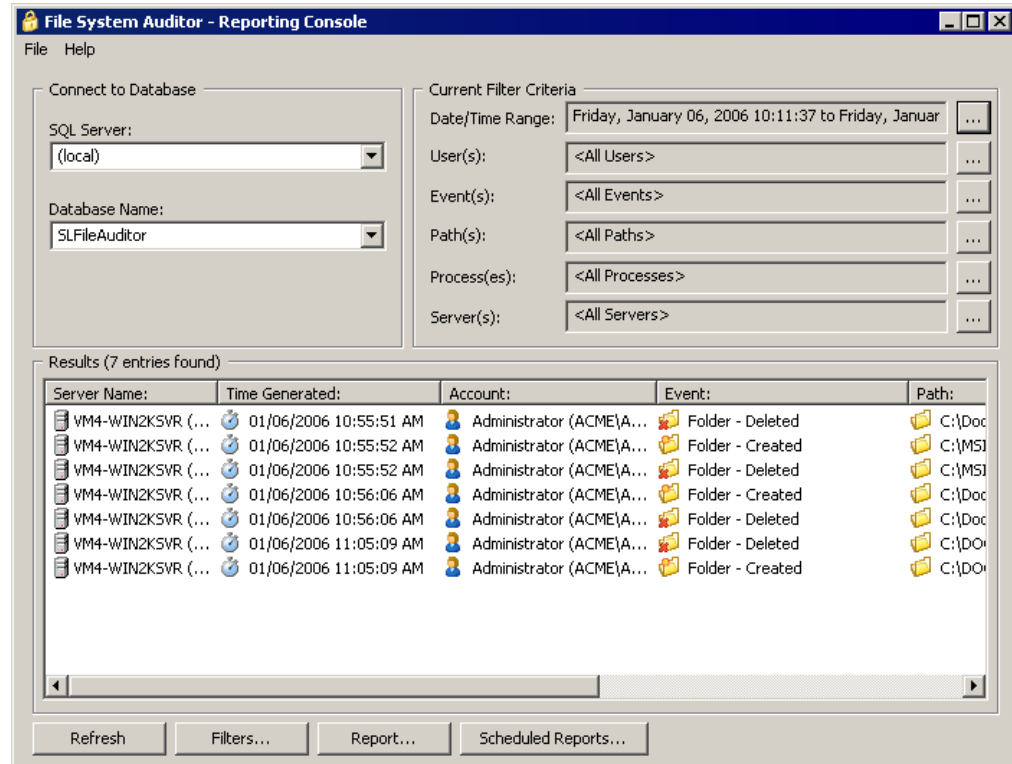 File System Auditor - Reporting Console
File Help
Connect to Database
SQL Server:
(local)
Database Name:
SLFileAuditor
Current Filter Criteria
Date/Time Range: Friday, January 06, 2006 10:11:37 to Friday, Januar ...
User(s): <All Users> ...
Event(s): <All Events> ...
Path(s): <All Paths> ...
Process(es): <All Processes> ...
Server(s): <All Servers> ...
Results (7 entries found)
Server Name: Time Generated: Account: Event: Path:
VM4-WIN2KSVR (... 01/06/2006 10:55:51 AM Administrator (ACME\A... Folder - Deleted C:\Doc
VM4-WIN2KSVR (... 01/06/2006 10:55:52 AM Administrator (ACME\A... Folder - Created C:\MSI
VM4-WIN2KSVR (... 01/06/2006 10:55:52 AM Administrator (ACME\A... Folder - Deleted C:\MSI
VM4-WIN2KSVR (... 01/06/2006 10:56:06 AM Administrator (ACME\A... Folder - Created C:\Doc
VM4-WIN2KSVR (... 01/06/2006 10:56:06 AM Administrator (ACME\A... Folder - Deleted C:\Doc
VM4-WIN2KSVR (... 01/06/2006 11:05:09 AM Administrator (ACME\A... Folder - Deleted C:\DO
VM4-WIN2KSVR (... 01/06/2006 11:05:09 AM Administrator (ACME\A... Folder - Created C:\DO
Refresh Filters... Report... Scheduled Reports...